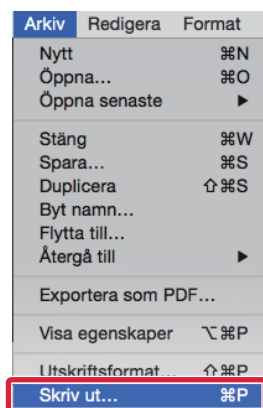 Arkiv Redigera Format
Nytt ⌘N
Öppna... ⌘O
Öppna senaste ▶
Stäng ⌘W
Spara... ⌘S
Duplicera ⇧⌘S
Byt namn...
Flytta till...
Återgå till ▶
Exportera som PDF...
Visa egenskaper ⌥⌘P
Utskriftsformat... ⇧⌘P
Skriv ut... ⌘P